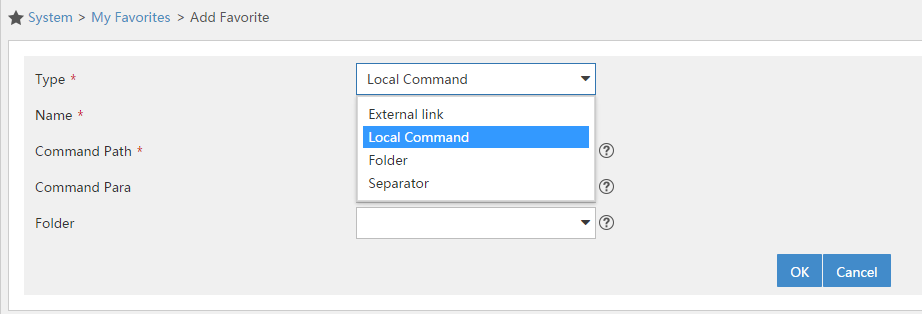 System > My Favorites > Add Favorite
Type *
Local Command
Name *
External link
Local Command
Command Path *
Folder
Command Para
Separator
Folder
OK
Cancel